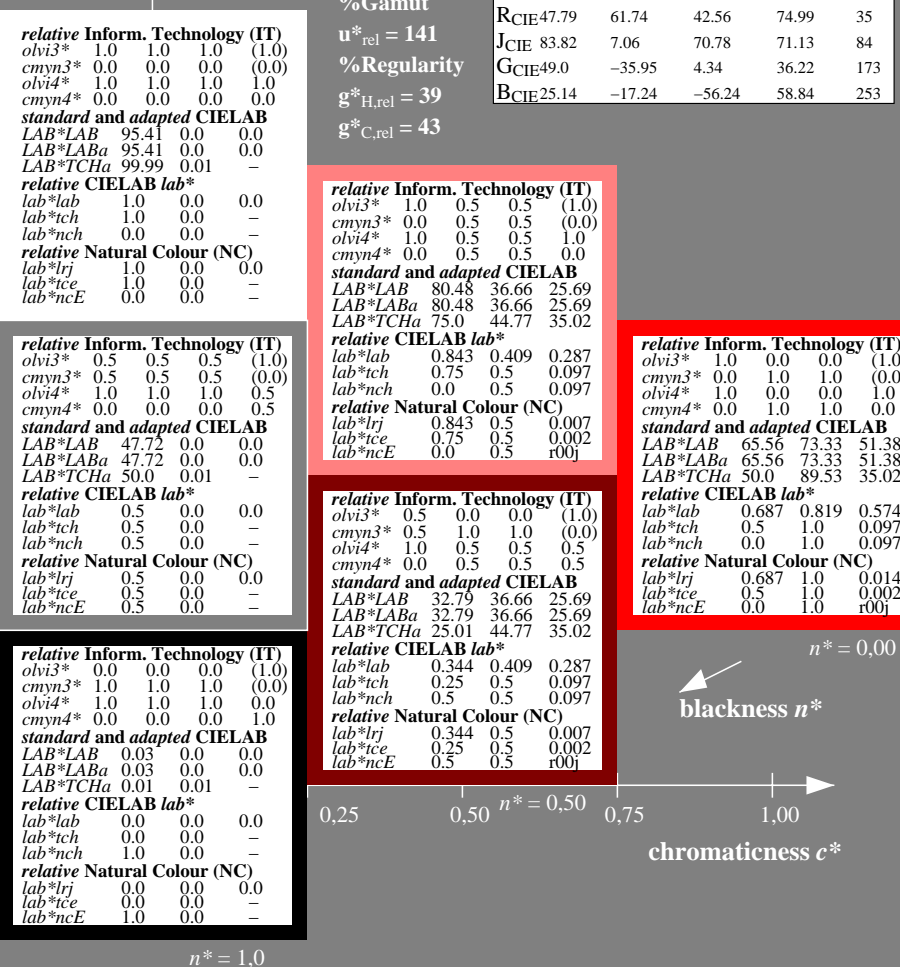 %Gamut
u*rel = 141
%Regularity
g*H,rel = 39
g*C,rel = 43
RCIE 47.79 61.74 42.56 74.99 35
JCIE 83.82 7.06 70.78 71.13 84
GCIE 49.0 −35.95 4.34 36.22 173
BCIE 25.14 −17.24 −56.24 58.84 253
relative Inform. Technology (IT)
olvi3* 1.0 1.0 1.0 (1.0)
cmyn3* 0.0 0.0 0.0 (0.0)
olvi4* 1.0 1.0 1.0 1.0
cmyn4* 0.0 0.0 0.0 0.0
standard and adapted CIELAB
LAB*LAB 95.41 0.0 0.0
LAB*LABa 95.41 0.0 0.0
LAB*TCHa 99.99 0.01 –
relative CIELAB lab*
lab*lab 1.0 0.0 0.0
lab*tch 1.0 0.0 –
lab*nch 0.0 0.0 –
relative Natural Colour (NC)
lab*lrj 1.0 0.0 0.0
lab*tce 1.0 0.0 –
lab*ncE 0.0 0.0 –
relative Inform. Technology (IT)
olvi3* 1.0 0.5 0.5 (1.0)
cmyn3* 0.0 0.5 0.5 (0.0)
olvi4* 1.0 0.5 0.5 1.0
cmyn4* 0.0 0.5 0.5 0.0
standard and adapted CIELAB
LAB*LAB 80.48 36.66 25.69
LAB*LABa 80.48 36.66 25.69
LAB*TCHa 75.0 44.77 35.02
relative CIELAB lab*
lab*lab 0.843 0.409 0.287
lab*tch 0.75 0.5 0.097
lab*nch 0.0 0.5 0.097
relative Natural Colour (NC)
lab*lrj 0.843 0.5 0.007
lab*tce 0.75 0.5 0.002
lab*ncE 0.0 0.5 r00j
relative Inform. Technology (IT)
olvi3* 0.5 0.5 0.5 (1.0)
cmyn3* 0.5 0.5 0.5 (0.0)
olvi4* 1.0 1.0 1.0 0.5
cmyn4* 0.0 0.0 0.0 0.5
standard and adapted CIELAB
LAB*LAB 47.72 0.0 0.0
LAB*LABa 47.72 0.0 0.0
LAB*TCHa 50.0 0.01 –
relative CIELAB lab*
lab*lab 0.5 0.0 0.0
lab*tch 0.5 0.0 –
lab*nch 0.5 0.0 –
relative Natural Colour (NC)
lab*lrj 0.5 0.0 0.0
lab*tce 0.5 0.0 –
lab*ncE 0.5 0.0 –
relative Inform. Technology (IT)
olvi3* 1.0 0.0 0.0 (1.0
cmyn3* 0.0 1.0 1.0 (0.0
olvi4* 1.0 0.0 0.0 1.0
cmyn4* 0.0 1.0 1.0 0.0
standard and adapted CIELAB
LAB*LAB 65.56 73.33 51.38
LAB*LABa 65.56 73.33 51.38
LAB*TCHa 50.0 89.53 35.02
relative CIELAB lab*
lab*lab 0.687 0.819 0.574
lab*tch 0.5 1.0 0.097
lab*nch 0.0 1.0 0.097
relative Natural Colour (NC)
lab*lrj 0.687 1.0 0.014
lab*tce 0.5 1.0 0.002
lab*ncE 0.0 1.0 r00j
n* = 0,00
relative Inform. Technology (IT)
olvi3* 0.5 0.0 0.0 (1.0)
cmyn3* 0.5 1.0 1.0 (0.0)
olvi4* 1.0 0.5 0.5 0.5
cmyn4* 0.0 0.5 0.5 0.5
standard and adapted CIELAB
LAB*LAB 32.79 36.66 25.69
LAB*LABa 32.79 36.66 25.69
LAB*TCHa 25.01 44.77 35.02
relative CIELAB lab*
lab*lab 0.344 0.409 0.287
lab*tch 0.25 0.5 0.097
lab*nch 0.5 0.5 0.097
relative Natural Colour (NC)
lab*lrj 0.344 0.5 0.007
lab*tce 0.25 0.5 0.002
lab*ncE 0.5 0.5 r00j
blackness n*
relative Inform. Technology (IT)
olvi3* 0.0 0.0 0.0 (1.0)
cmyn3* 1.0 1.0 1.0 (0.0)
olvi4* 1.0 1.0 1.0 0.0
cmyn4* 0.0 0.0 0.0 1.0
standard and adapted CIELAB
LAB*LAB 0.03 0.0 0.0
LAB*LABa 0.03 0.0 0.0
LAB*TCHa 0.01 0.01 –
relative CIELAB lab*
lab*lab 0.0 0.0 0.0
lab*tch 0.0 0.0 –
lab*nch 1.0 0.0 –
relative Natural Colour (NC)
lab*lrj 0.0 0.0 0.0
lab*tce 0.0 0.0 –
lab*ncE 1.0 0.0 –
n* = 0,50
0,25 0,50 0,75 1,00
chromaticness c*
n* = 1,0